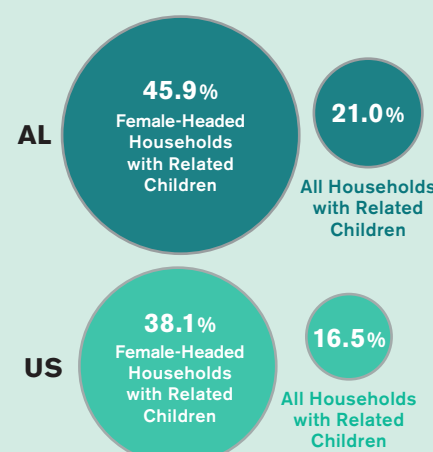 AL
45.9%
Female-Headed
Households
with Related
Children
21.0%
All Households
with Related
Children
US
38.1%
Female-Headed
Households
with Related
Children
16.5%
All Households
with Related
Children